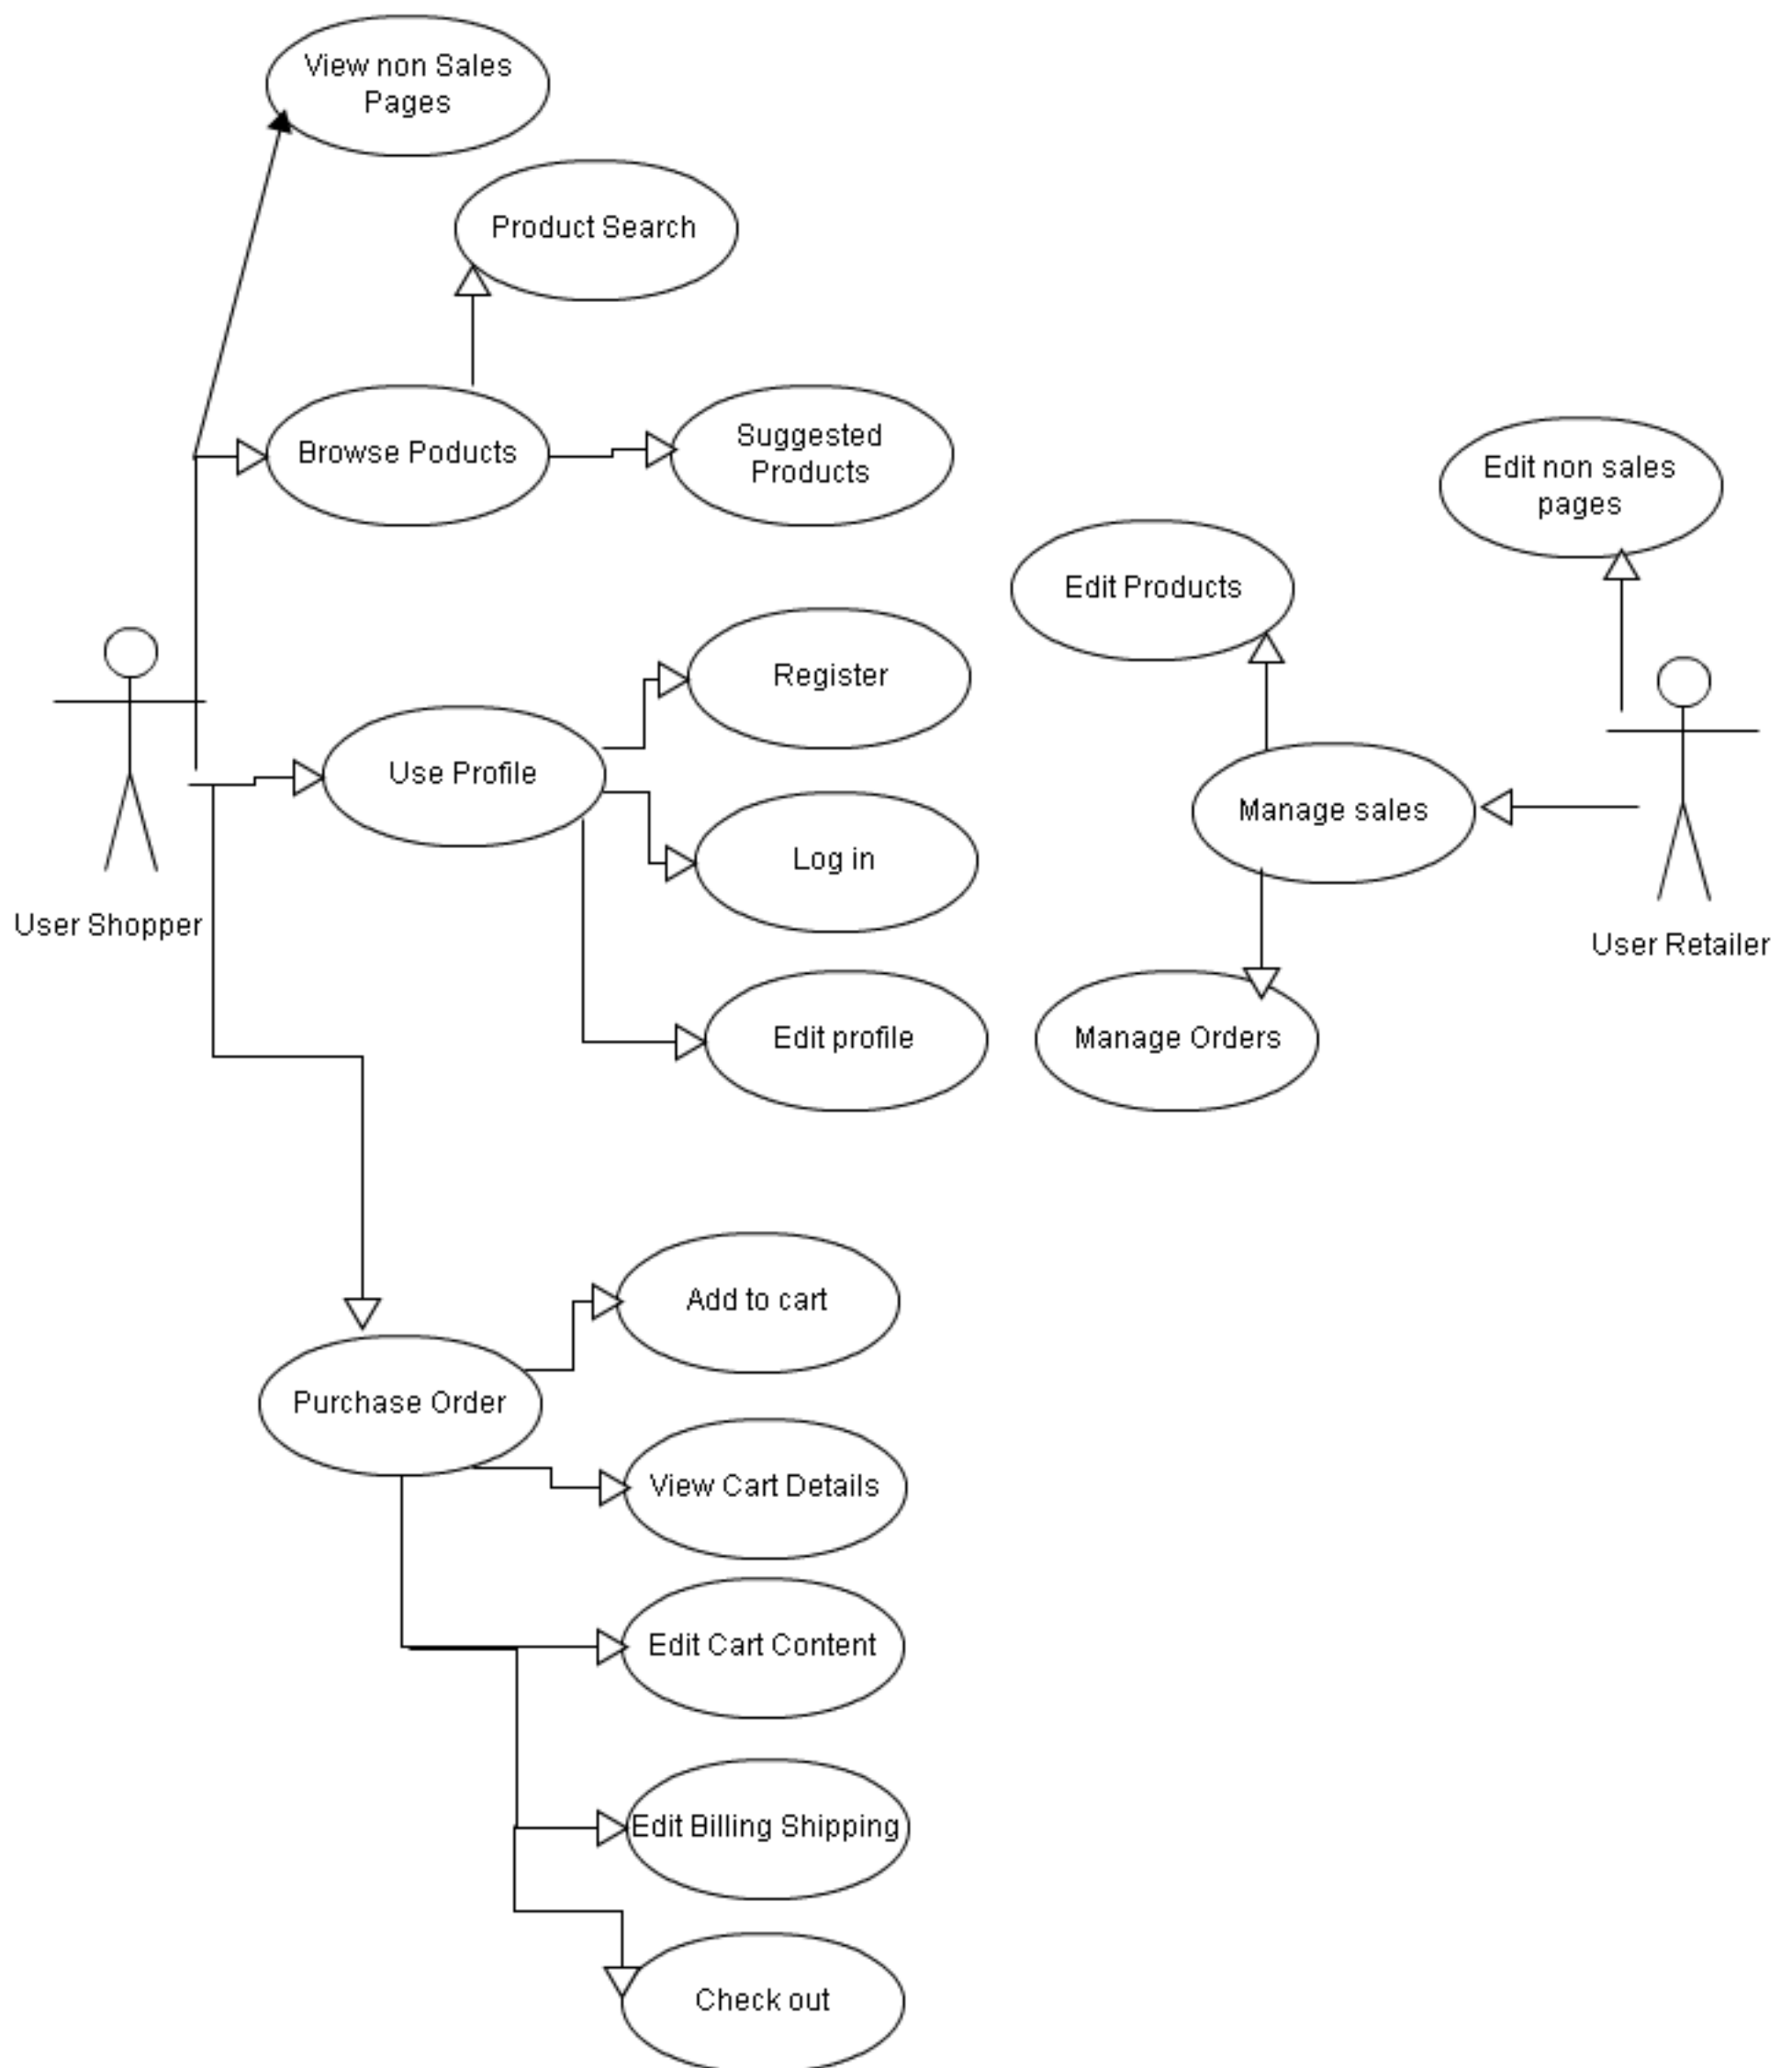 View non Sales
Pages
Product Search
Browse Poducts
Suggested
Products
Edit non sales
pages
Edit Products
Register
Use Profile
Manage sales
Log in
User Shopper
User Retailer
Edit profile
Manage Orders
Add to cart
Purchase Order
View Cart Details
Edit Cart Content
Edit Billing Shipping
Check out